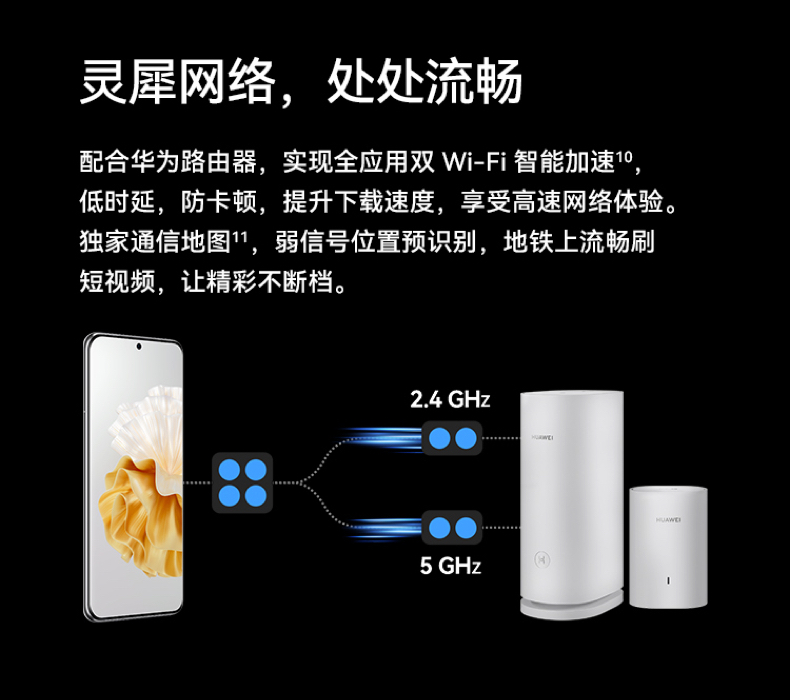 灵犀网络，处处流畅
配合华为路由器，实现全应用双 Wi-Fi 智能加速¹⁰，
低时延，防卡顿，提升下载速度，享受高速网络体验。
独家通信地图¹¹，弱信号位置预识别，地铁上流畅刷
短视频，让精彩不断档。
2.4 GHz
HUAWEI
HUAWEI
5 GHz